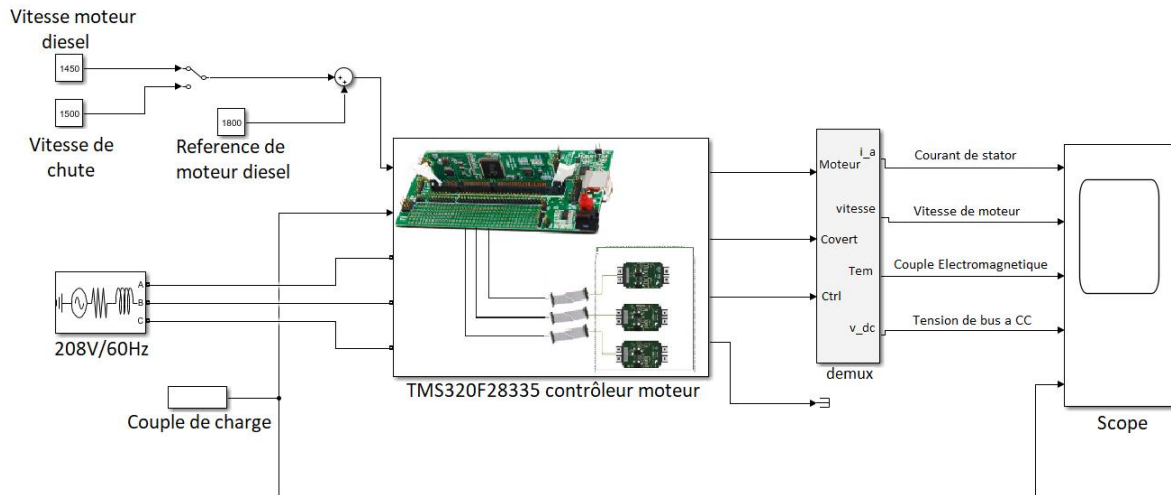 Vitesse moteur
diesel
1450
1500
Vitesse de
chute
1800
Reference de
moteur diesel
A
B
C
208V/60Hz
Couple de charge
TMS320F28335 contrôleur moteur
Moteur
Covert
Ctrl
i_a
vitesse
Tem
v_dc
demux
Courant de stator
Vitesse de moteur
Couple Electromagnetique
Tension de bus a CC
Scope